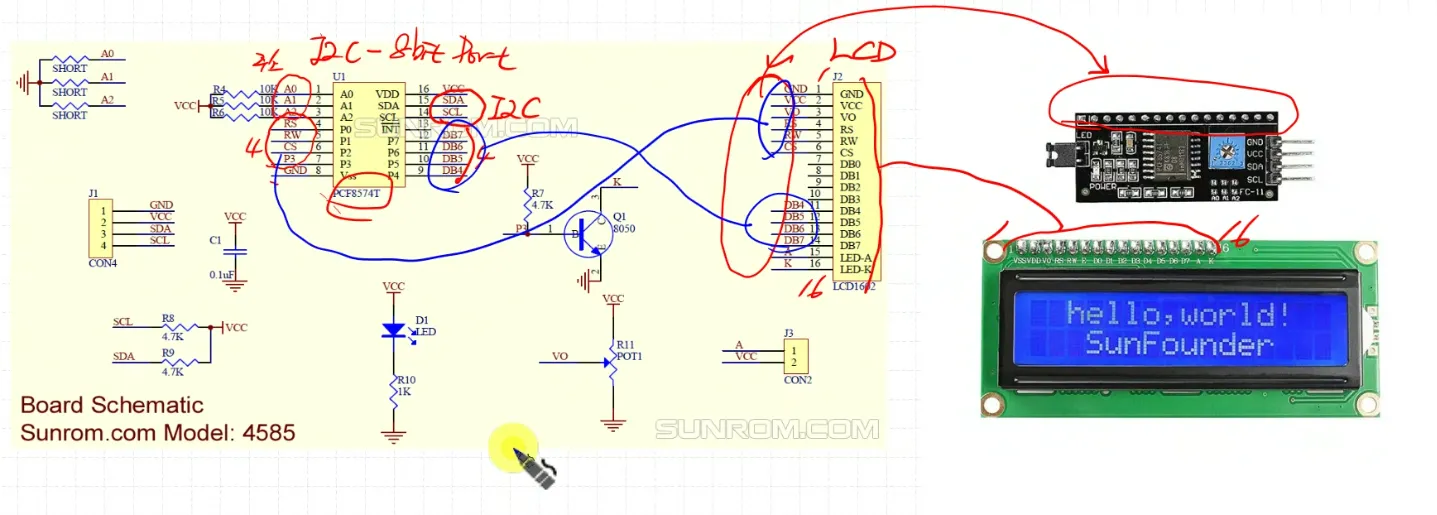 I2C - 8bit Port
LCD
주소
A0
SHORT
A1
SHORT
A2
SHORT
VCC
R4 10K A0
R5 10K A1
R6 10K A2
RS
RW
CS
P3
GND
4
U1
1 A0 VDD 16 VCC
2 A1 SDA 15 SDA
3 A2 SCL 14 SCL
4 P0 INT 13
5 P1 P7 12 DB7
6 P2 P6 11 DB6
7 P3 P5 10 DB5
8 Vss P4 9 DB4
PCF8574T
I2C
4
SUNROM.COM
J2
GND 1 GND
VCC 2 VCC
VO 3 VO
RS 4 RS
RW 5 RW
CS 6 CS
7 DB0
8 DB1
9 DB2
10 DB3
DB4 11 DB4
DB5 12 DB5
DB6 13 DB6
DB7 14 DB7
A 15 LED-A
K 16 LED-K
LCD1602
1
16
J1
1 GND
2 VCC
3 SDA
4 SCL
CON4
VCC
C1
0.1uF
VCC
R7
4.7K
P3 1
B
C
E
3
2
K
Q1
8050
SCL R8
4.7K
VCC
SDA R9
4.7K
VCC
D1
LED
R10
1K
VCC
VO
R11
POT1
J3
A 1
VCC 2
CON2
Board Schematic
Sunrom.com Model: 4585
SUNROM.COM
LED
POWER
GND
VCC
SDA
SCL
A0 A1 A2
1
16
VSS VDD V0 RS RW E D0 D1 D2 D3 D4 D5 D6 D7 A K
hello,world!
SunFounder